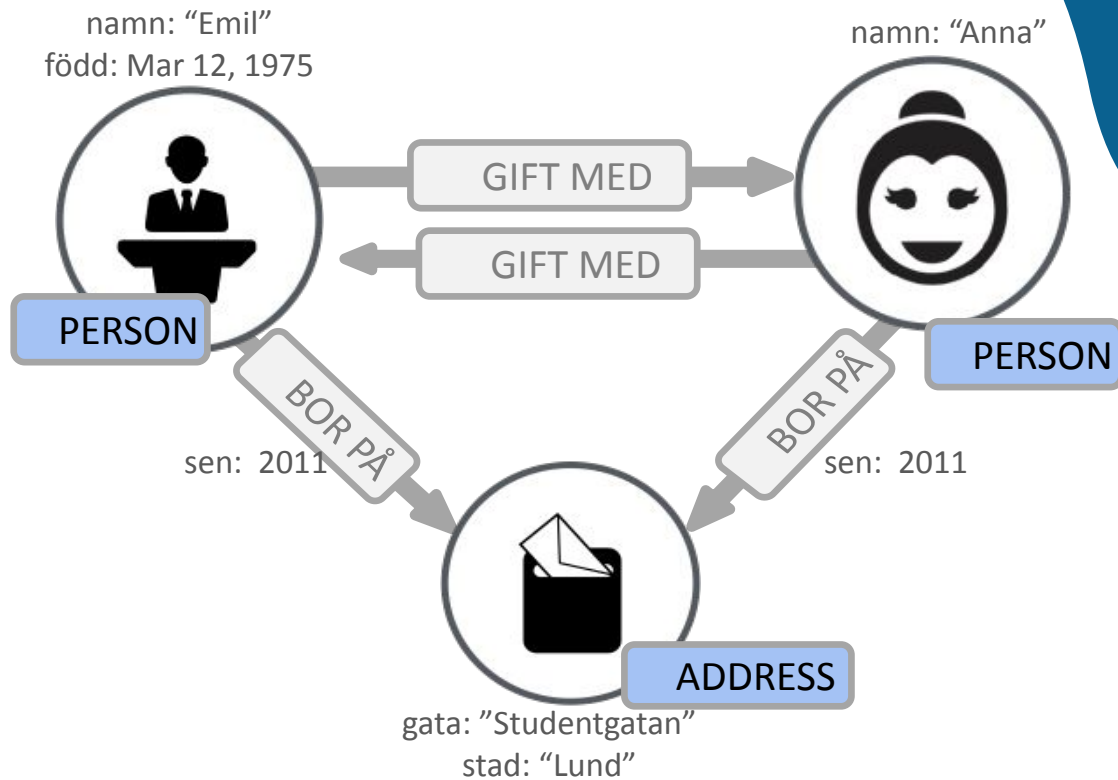 namn: “Emil”
född: Mar 12, 1975
namn: “Anna”
GIFT MED
GIFT MED
PERSON
PERSON
BOR PÅ
BOR PÅ
sen:  2011
sen:  2011
ADDRESS
gata: ”Studentgatan”
stad: “Lund”